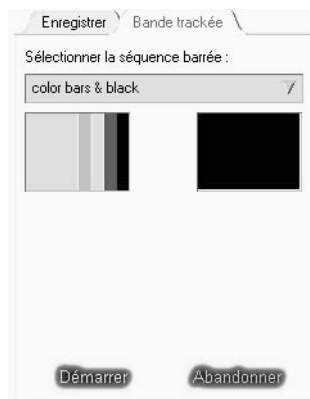 Enregistrer Bande trackée
Sélectionner la séquence barrée :
color bars & black
Démarrer Abandonner